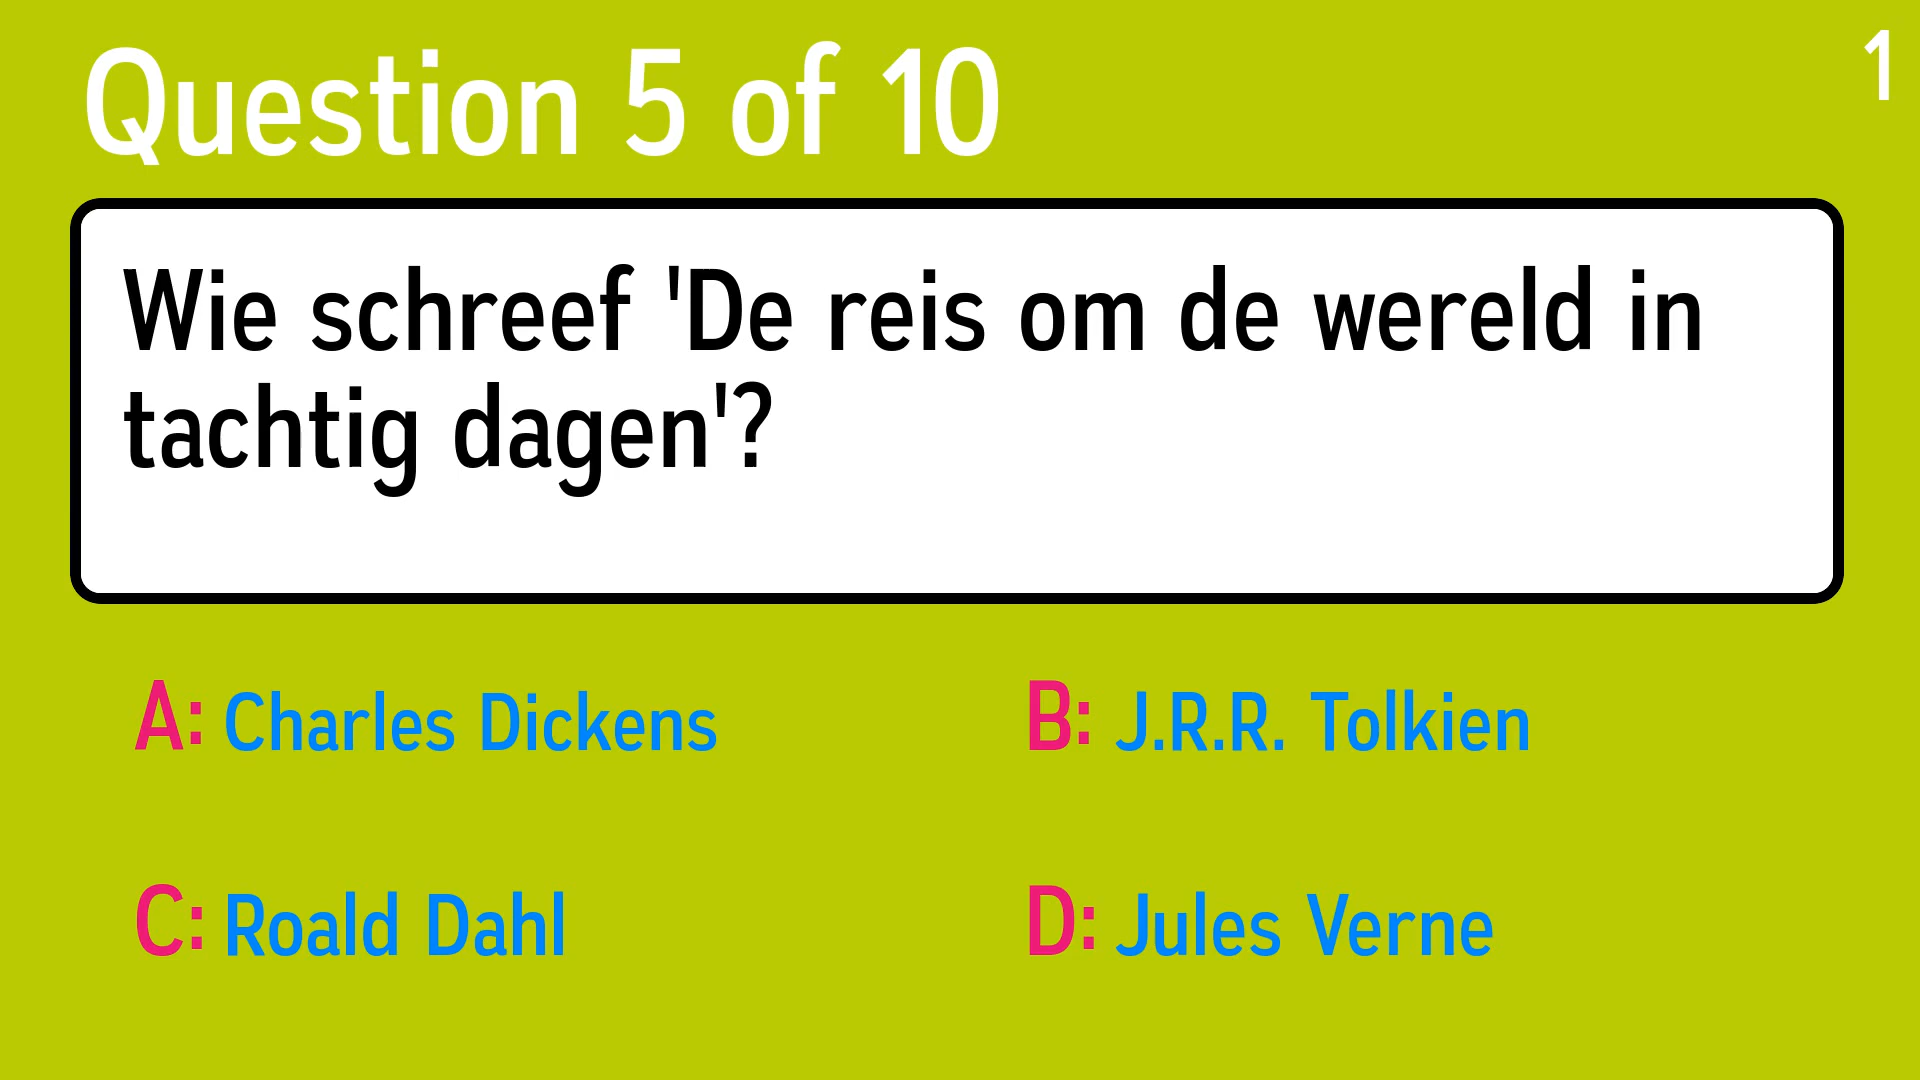 Question 5 of 10
1
Wie schreef 'De reis om de wereld in
tachtig dagen'?
A: Charles Dickens
B: J.R.R. Tolkien
C: Roald Dahl
D: Jules Verne